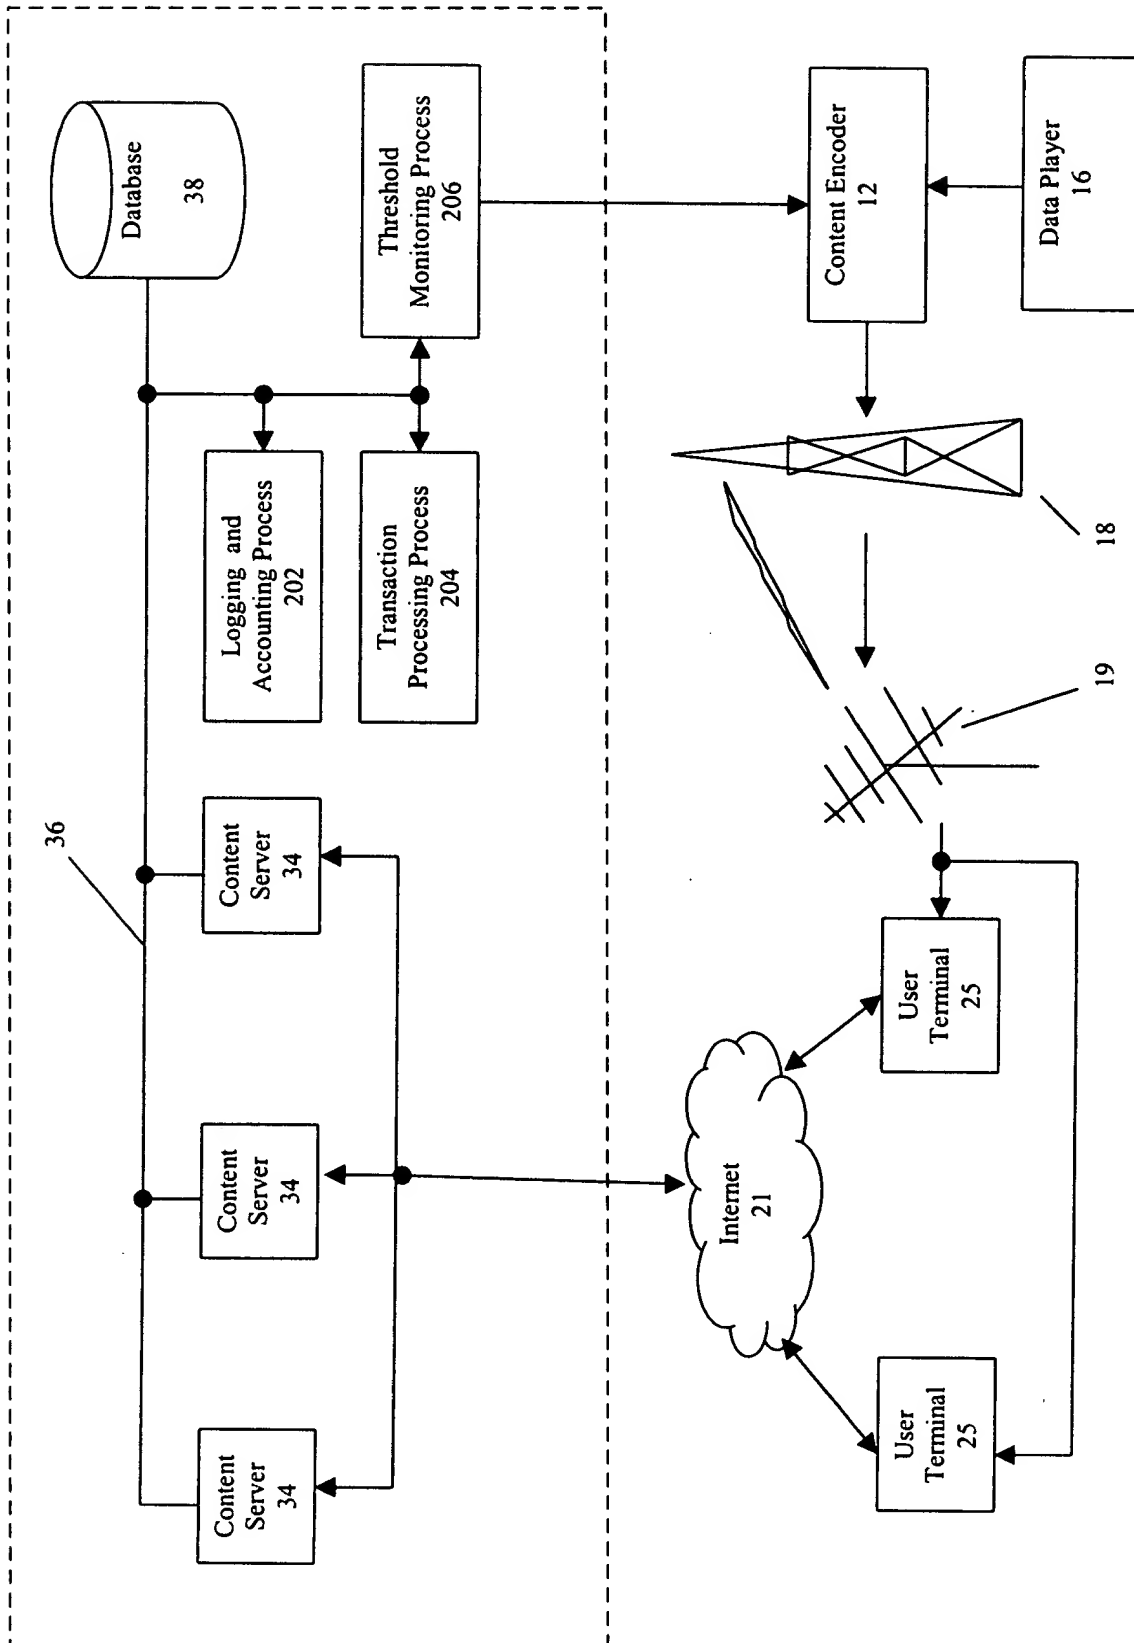 36
Content
Server
34
Content
Server
34
Content
Server
34
Database
38
Logging and
Accounting Process
202
Transaction
Processing Process
204
Threshold
Monitoring Process
206
Internet
21
User
Terminal
25
User
Terminal
25
19
18
Content Encoder
12
Data Player
16